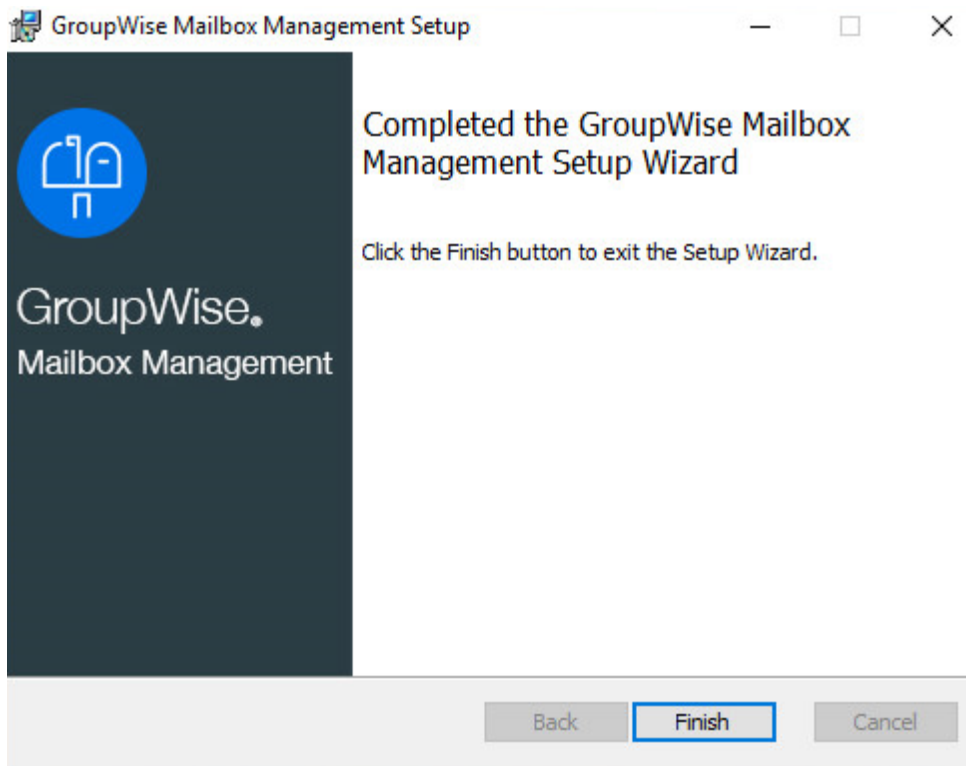 GroupWise Mailbox Management Setup
Completed the GroupWise Mailbox
Management Setup Wizard
Click the Finish button to exit the Setup Wizard.
GroupWise®
Mailbox Management
Back
Finish
Cancel